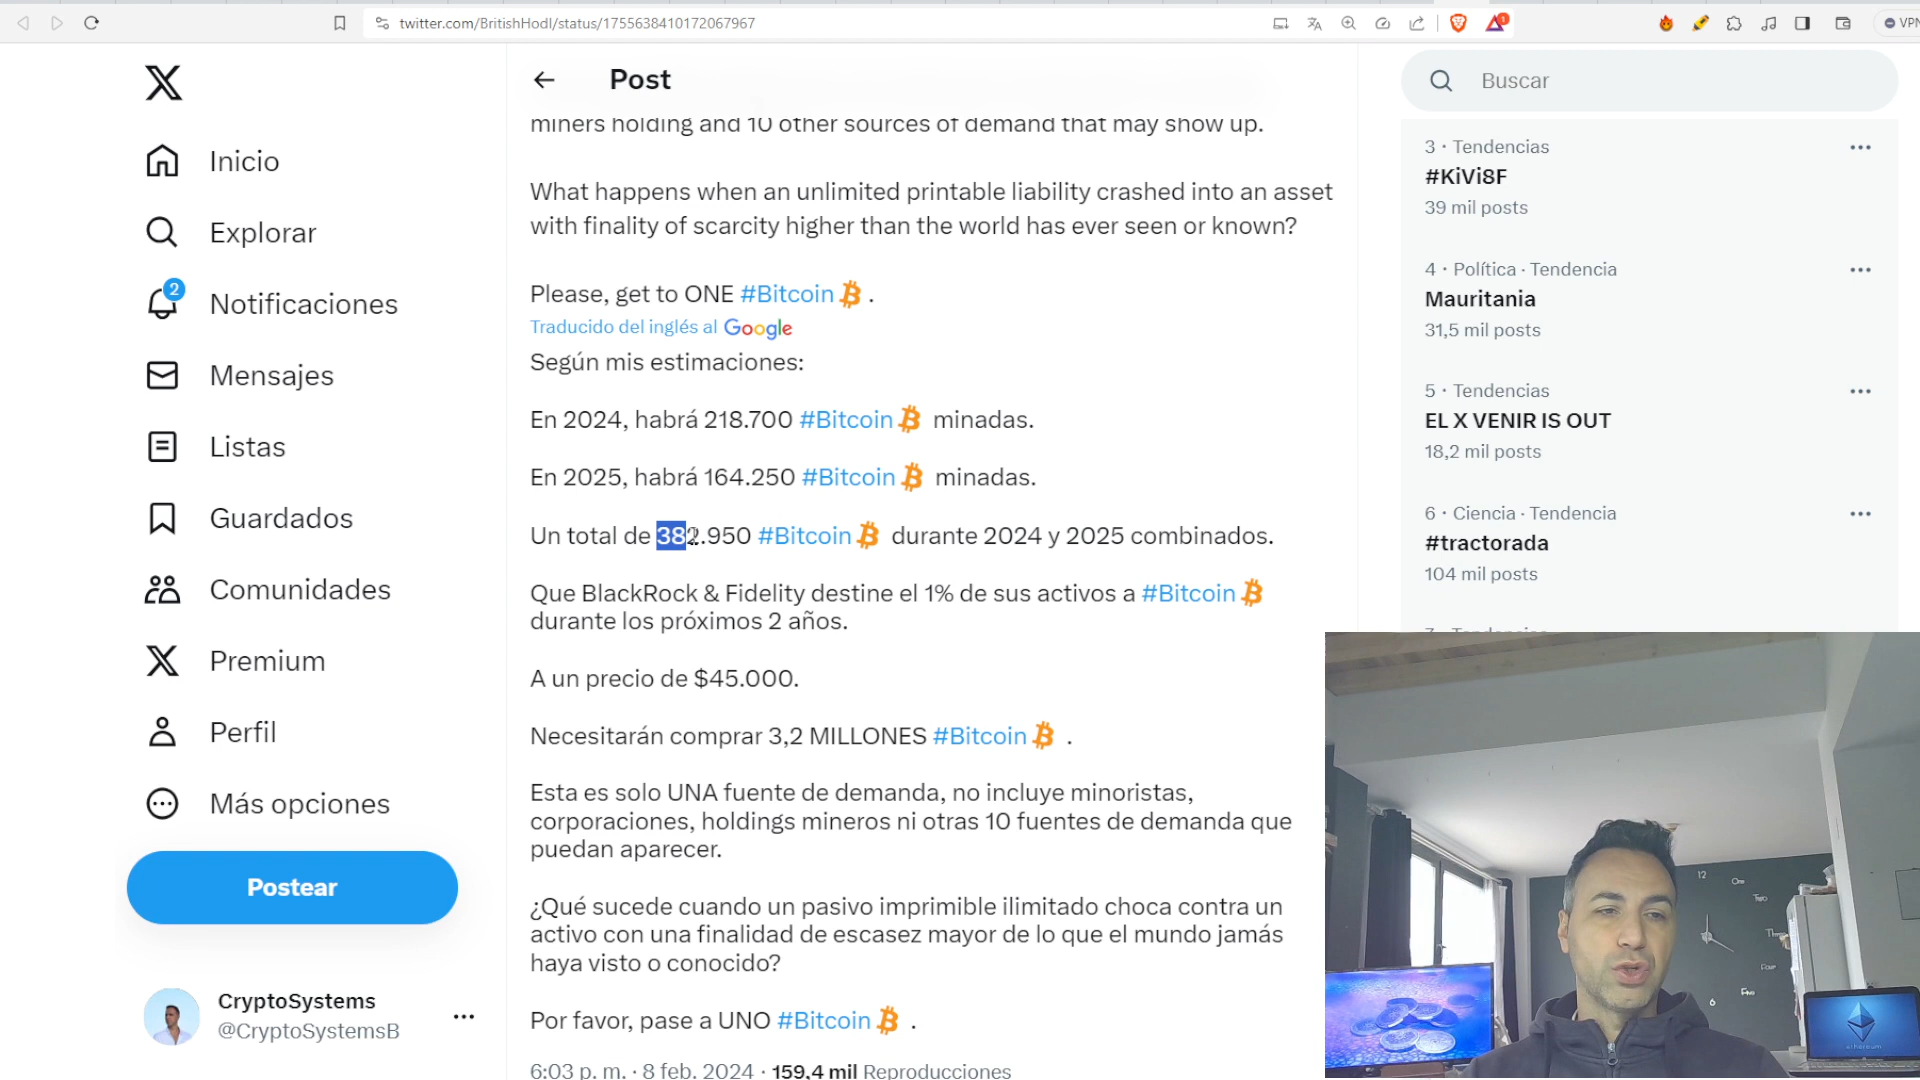 twitter.com/BritishHodl/status/1755638410172067967
1
VPN
Inicio
Explorar
2
Notificaciones
Mensajes
Listas
Guardados
Comunidades
Premium
Perfil
Más opciones
Postear
CryptoSystems
@CryptoSystemsB
Post
miners holding and 10 other sources of demand that may show up.
What happens when an unlimited printable liability crashed into an asset
with finality of scarcity higher than the world has ever seen or known?
Please, get to ONE #Bitcoin .
Traducido del inglés al Google
Según mis estimaciones:
En 2024, habrá 218.700 #Bitcoin minadas.
En 2025, habrá 164.250 #Bitcoin minadas.
Un total de 382.950 #Bitcoin durante 2024 y 2025 combinados.
Que BlackRock & Fidelity destine el 1% de sus activos a #Bitcoin
durante los próximos 2 años.
A un precio de $45.000.
Necesitarán comprar 3,2 MILLONES #Bitcoin .
Esta es solo UNA fuente de demanda, no incluye minoristas,
corporaciones, holdings mineros ni otras 10 fuentes de demanda que
puedan aparecer.
¿Qué sucede cuando un pasivo imprimible ilimitado choca contra un
activo con una finalidad de escasez mayor de lo que el mundo jamás
haya visto o conocido?
Por favor, pase a UNO #Bitcoin .
6:03 p. m. · 8 feb. 2024 · 159,4 mil Reproducciones
Buscar
3 · Tendencias
#KiVi8F
39 mil posts
4 · Política · Tendencia
Mauritania
31,5 mil posts
5 · Tendencias
EL X VENIR IS OUT
18,2 mil posts
6 · Ciencia · Tendencia
#tractorada
104 mil posts
12
One
Two
Three
Four
Five
6
ethereum